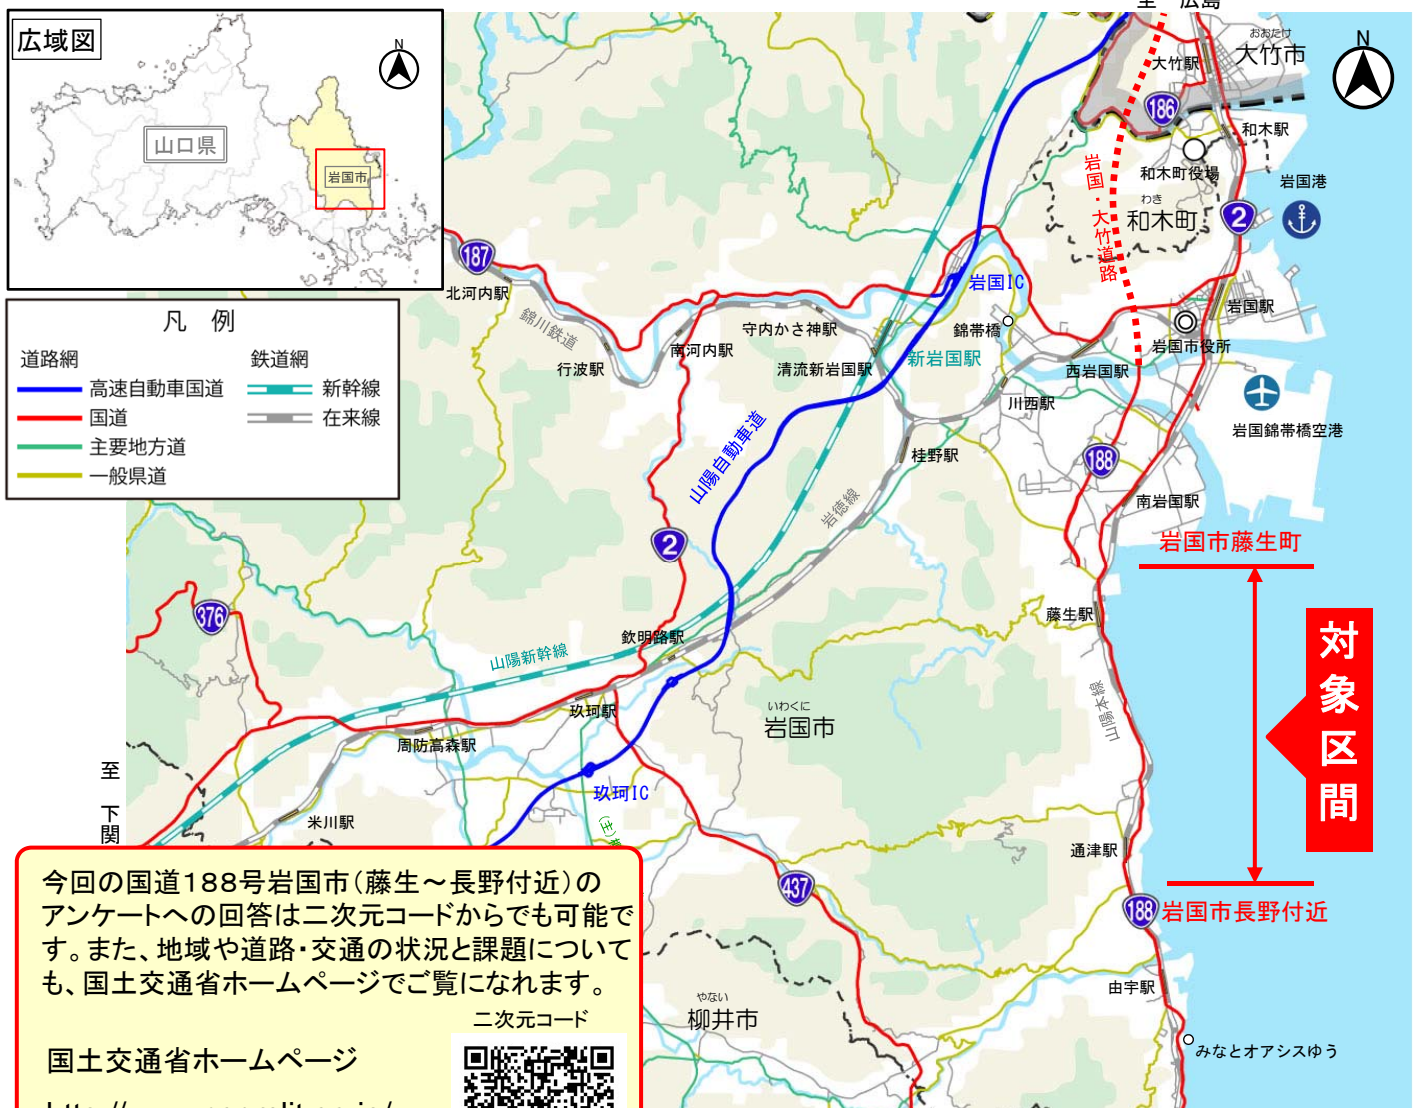 広域図
N
山口県
岩国市
凡 例
道路網
鉄道網
高速自動車国道
国道
主要地方道
一般県道
新幹線
在来線
至 広島
おおたけ
大竹市
N
大竹駅
186
和木駅
和木町役場
わき
和木町
岩国港
2
岩国・大竹道路
187
北河内駅
錦川鉄道
行波駅
南河内駅
守内かさ神駅
清流新岩国駅
新岩国駅
岩国IC
錦帯橋
岩国駅
岩国市役所
西岩国駅
川西駅
岩国錦帯橋空港
山陽自動車道
桂野駅
岩徳線
188
南岩国駅
2
岩国市藤生町
376
藤生駅
対象区間
欽明路駅
山陽新幹線
玖珂駅
いわくに
岩国市
山陽本線
周防高森駅
玖珂IC
至 下関
米川駅
(主)
通津駅
437
188
岩国市長野付近
由宇駅
やない
柳井市
みなとオアシスゆう
今回の国道188号岩国市(藤生～長野付近)の
アンケートへの回答は二次元コードからでも可能で
す。また、地域や道路・交通の状況と課題について
も、国土交通省ホームページでご覧になれます。
二次元コード
国土交通省ホームページ